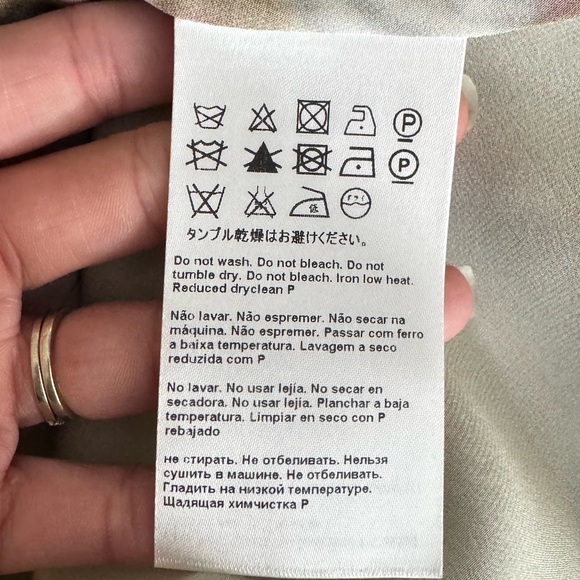 P
P
低
タンブル乾燥はお避けください。
Do not wash. Do not bleach. Do not
tumble dry. Do not bleach. Iron low heat.
Reduced dryclean P
Não lavar. Não espremer. Não secar na
máquina. Não espremer. Passar com ferro
a baixa temperatura. Lavagem a seco
reduzida com P
No lavar. No usar lejía. No secar en
secadora. No usar lejía. Planchar a baja
temperatura. Limpiar en seco con P
rebajado
не стирать. Не отбеливать. Нельзя
сушить в машине. Не отбеливать.
Гладить на низкой температуре.
Щадящая химчистка P